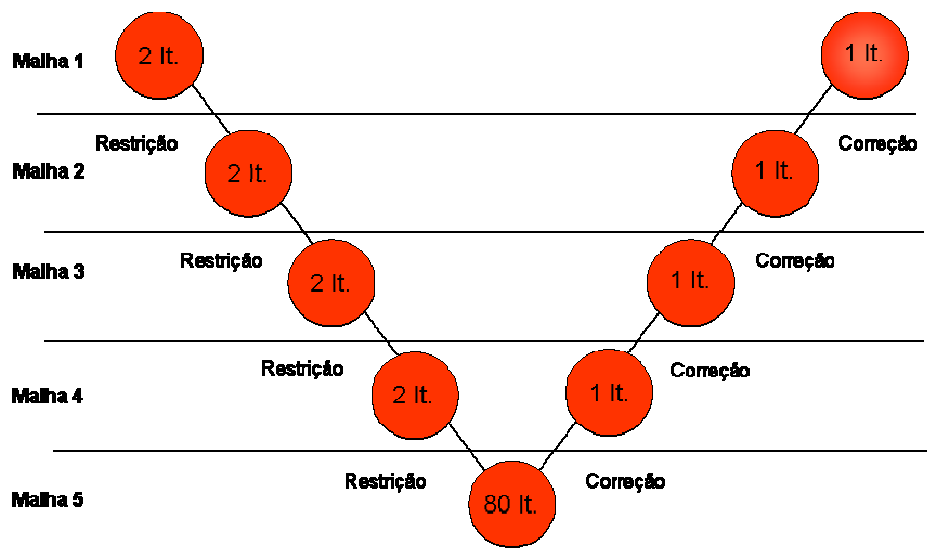 Malha 1
2 It.
1 It.
Restrição
Correção
Malha 2
2 It.
1 It.
Restrição
Correção
Malha 3
2 It.
1 It.
Restrição
Correção
Malha 4
2 It.
1 It.
Restrição
Correção
Malha 5
80 It.